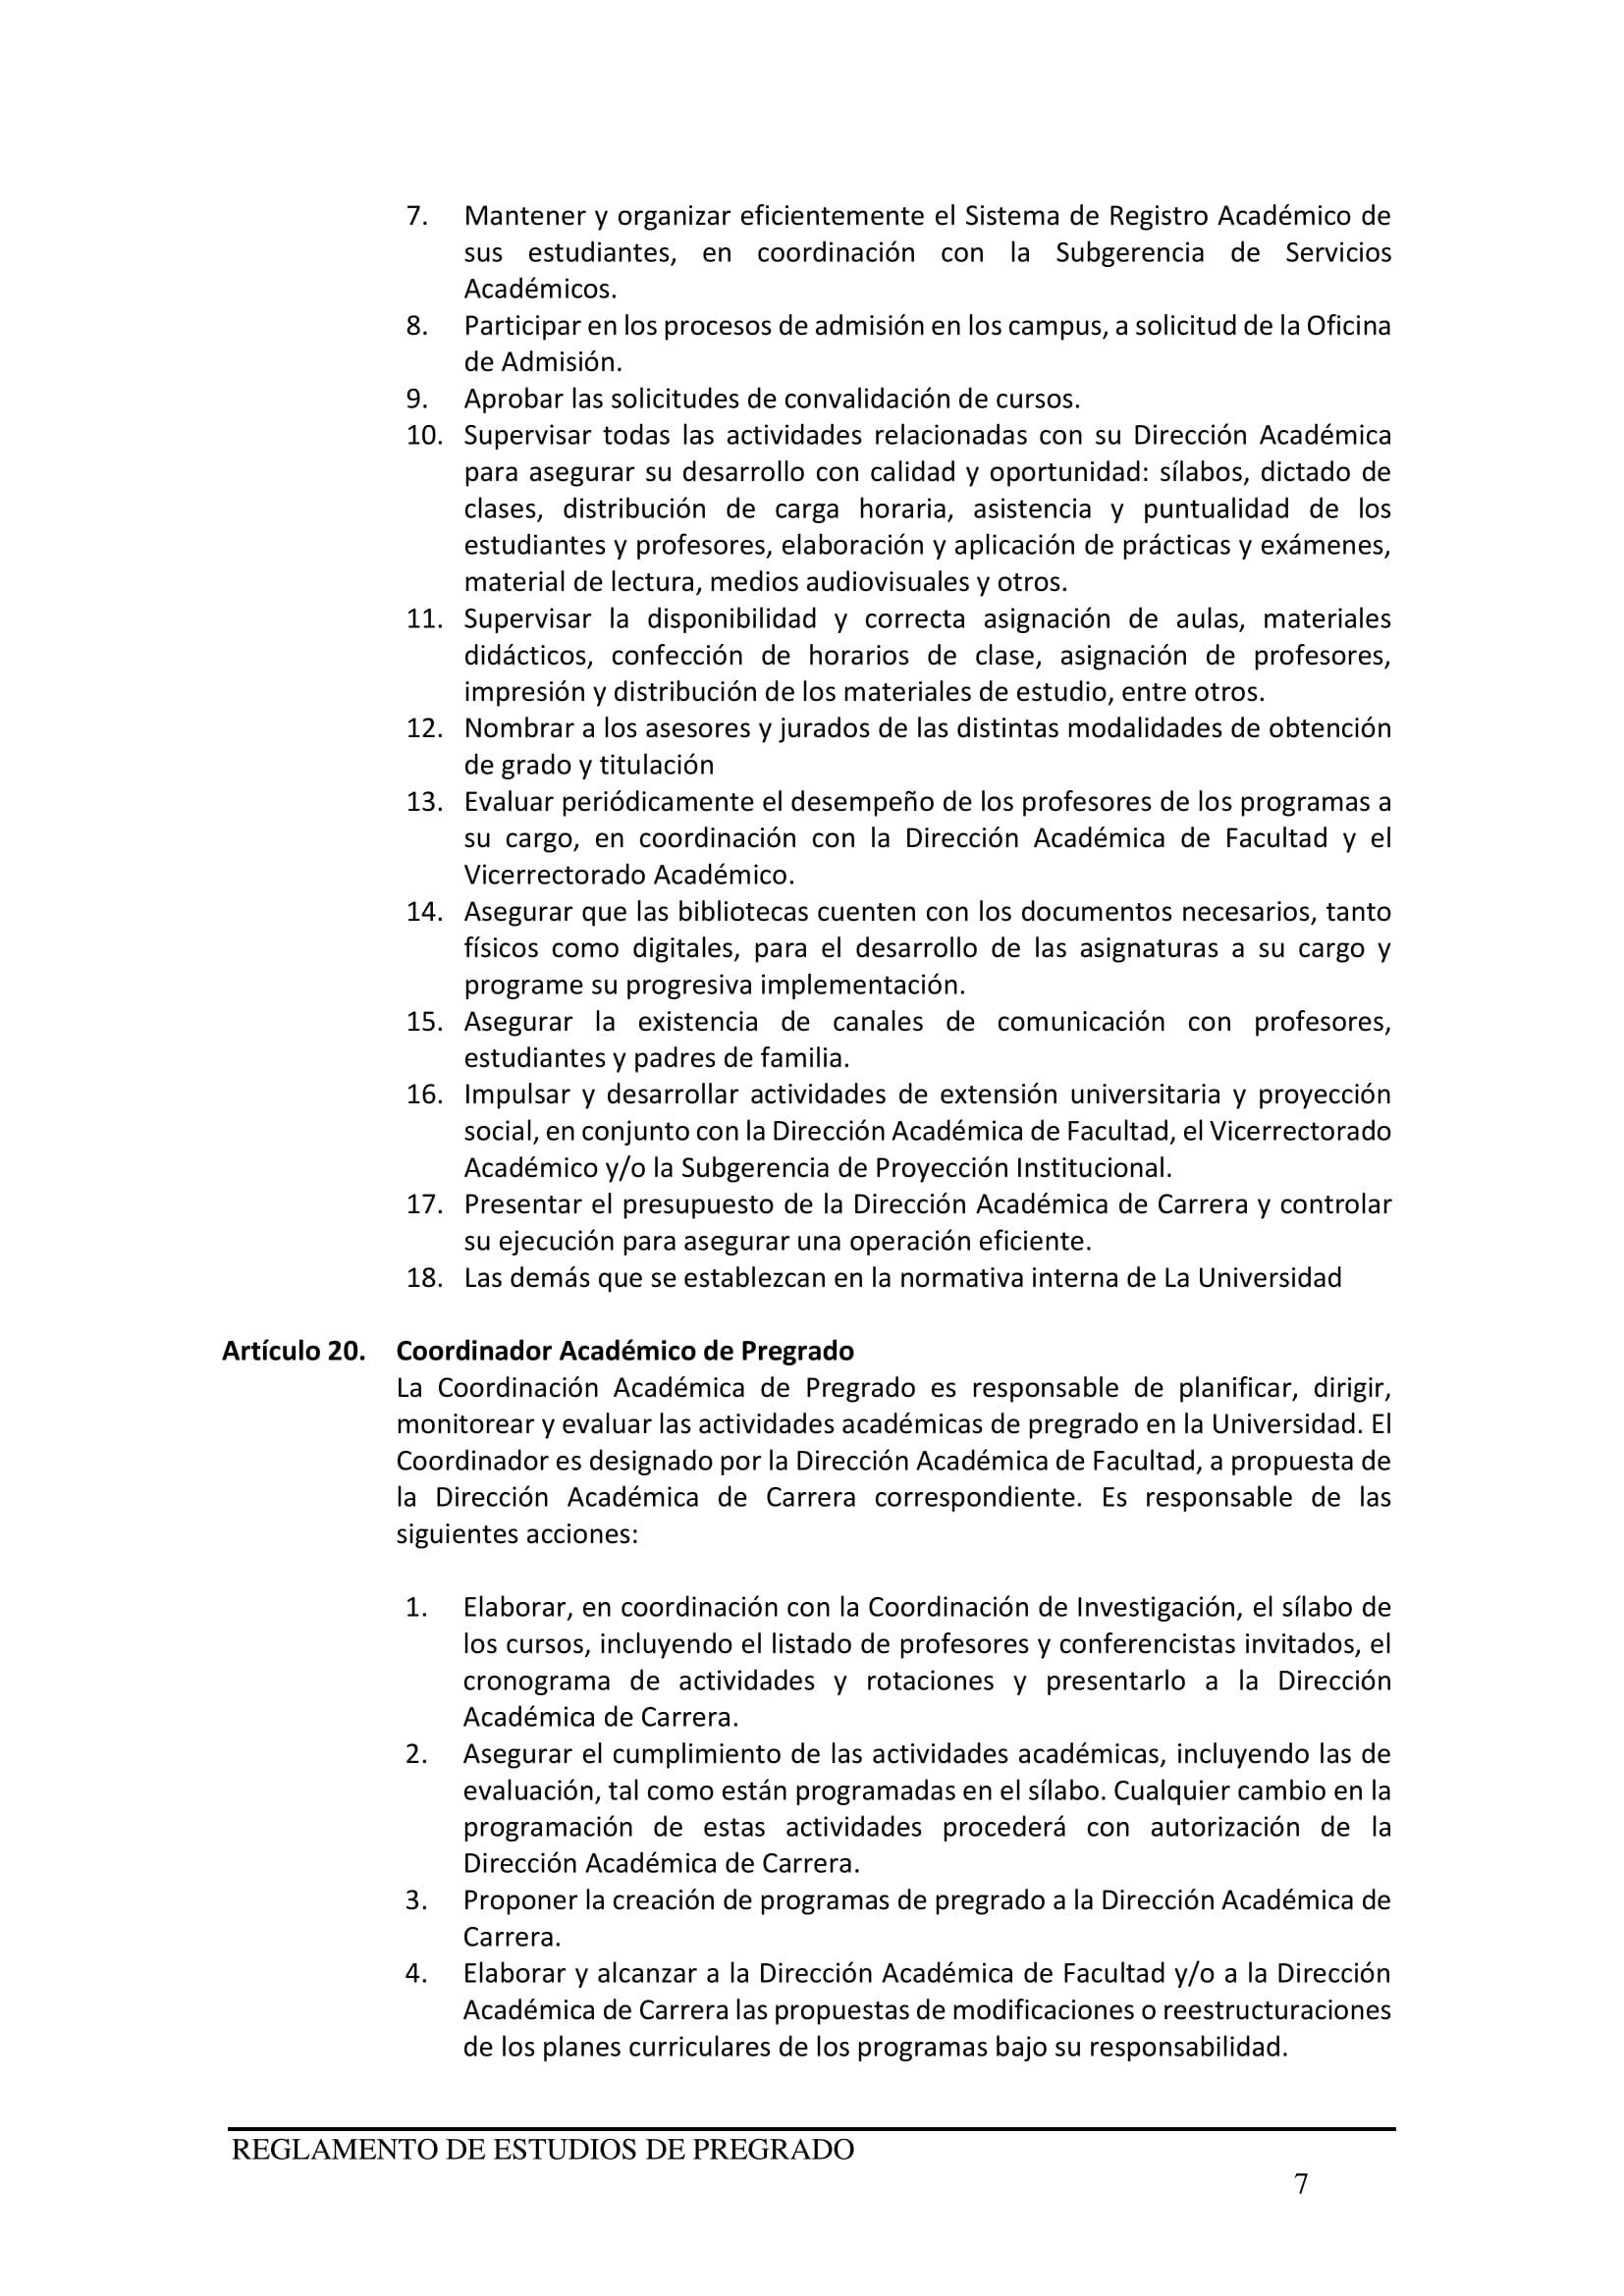 7. Mantener y organizar eficientemente el Sistema de Registro Académico de
sus estudiantes, en coordinación con la Subgerencia de Servicios
Académicos.
8. Participar en los procesos de admisión en los campus, a solicitud de la Oficina
de Admisión.
9. Aprobar las solicitudes de convalidación de cursos.
10. Supervisar todas las actividades relacionadas con su Dirección Académica
para asegurar su desarrollo con calidad y oportunidad: sílabos, dictado de
clases, distribución de carga horaria, asistencia y puntualidad de los
estudiantes y profesores, elaboración y aplicación de prácticas y exámenes,
material de lectura, medios audiovisuales y otros.
11. Supervisar la disponibilidad y correcta asignación de aulas, materiales
didácticos, confección de horarios de clase, asignación de profesores,
impresión y distribución de los materiales de estudio, entre otros.
12. Nombrar a los asesores y jurados de las distintas modalidades de obtención
de grado y titulación
13. Evaluar periódicamente el desempeño de los profesores de los programas a
su cargo, en coordinación con la Dirección Académica de Facultad y el
Vicerrectorado Académico.
14. Asegurar que las bibliotecas cuenten con los documentos necesarios, tanto
físicos como digitales, para el desarrollo de las asignaturas a su cargo y
programe su progresiva implementación.
15. Asegurar la existencia de canales de comunicación con profesores,
estudiantes y padres de familia.
16. Impulsar y desarrollar actividades de extensión universitaria y proyección
social, en conjunto con la Dirección Académica de Facultad, el Vicerrectorado
Académico y/o la Subgerencia de Proyección Institucional.
17. Presentar el presupuesto de la Dirección Académica de Carrera y controlar
su ejecución para asegurar una operación eficiente.
18. Las demás que se establezcan en la normativa interna de La Universidad
Artículo 20. Coordinador Académico de Pregrado
La Coordinación Académica de Pregrado es responsable de planificar, dirigir,
monitorear y evaluar las actividades académicas de pregrado en la Universidad. El
Coordinador es designado por la Dirección Académica de Facultad, a propuesta de
la Dirección Académica de Carrera correspondiente. Es responsable de las
siguientes acciones:
1. Elaborar, en coordinación con la Coordinación de Investigación, el sílabo de
los cursos, incluyendo el listado de profesores y conferencistas invitados, el
cronograma de actividades y rotaciones y presentarlo a la Dirección
Académica de Carrera.
2. Asegurar el cumplimiento de las actividades académicas, incluyendo las de
evaluación, tal como están programadas en el sílabo. Cualquier cambio en la
programación de estas actividades procederá con autorización de la
Dirección Académica de Carrera.
3. Proponer la creación de programas de pregrado a la Dirección Académica de
Carrera.
4. Elaborar y alcanzar a la Dirección Académica de Facultad y/o a la Dirección
Académica de Carrera las propuestas de modificaciones o reestructuraciones
de los planes curriculares de los programas bajo su responsabilidad.
REGLAMENTO DE ESTUDIOS DE PREGRADO
7